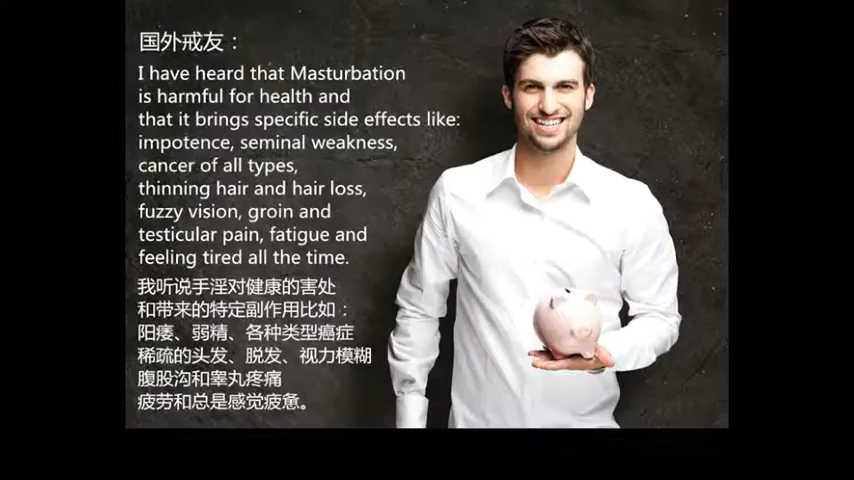 国外戒友：
I have heard that Masturbation
is harmful for health and
that it brings specific side effects like:
impotence, seminal weakness,
cancer of all types,
thinning hair and hair loss,
fuzzy vision, groin and
testicular pain, fatigue and
feeling tired all the time.
我听说手淫对健康的害处
和带来的特定副作用比如：
阳痿、弱精、各种类型癌症
稀疏的头发、脱发、视力模糊
腹股沟和睾丸疼痛
疲劳和总是感觉疲惫。